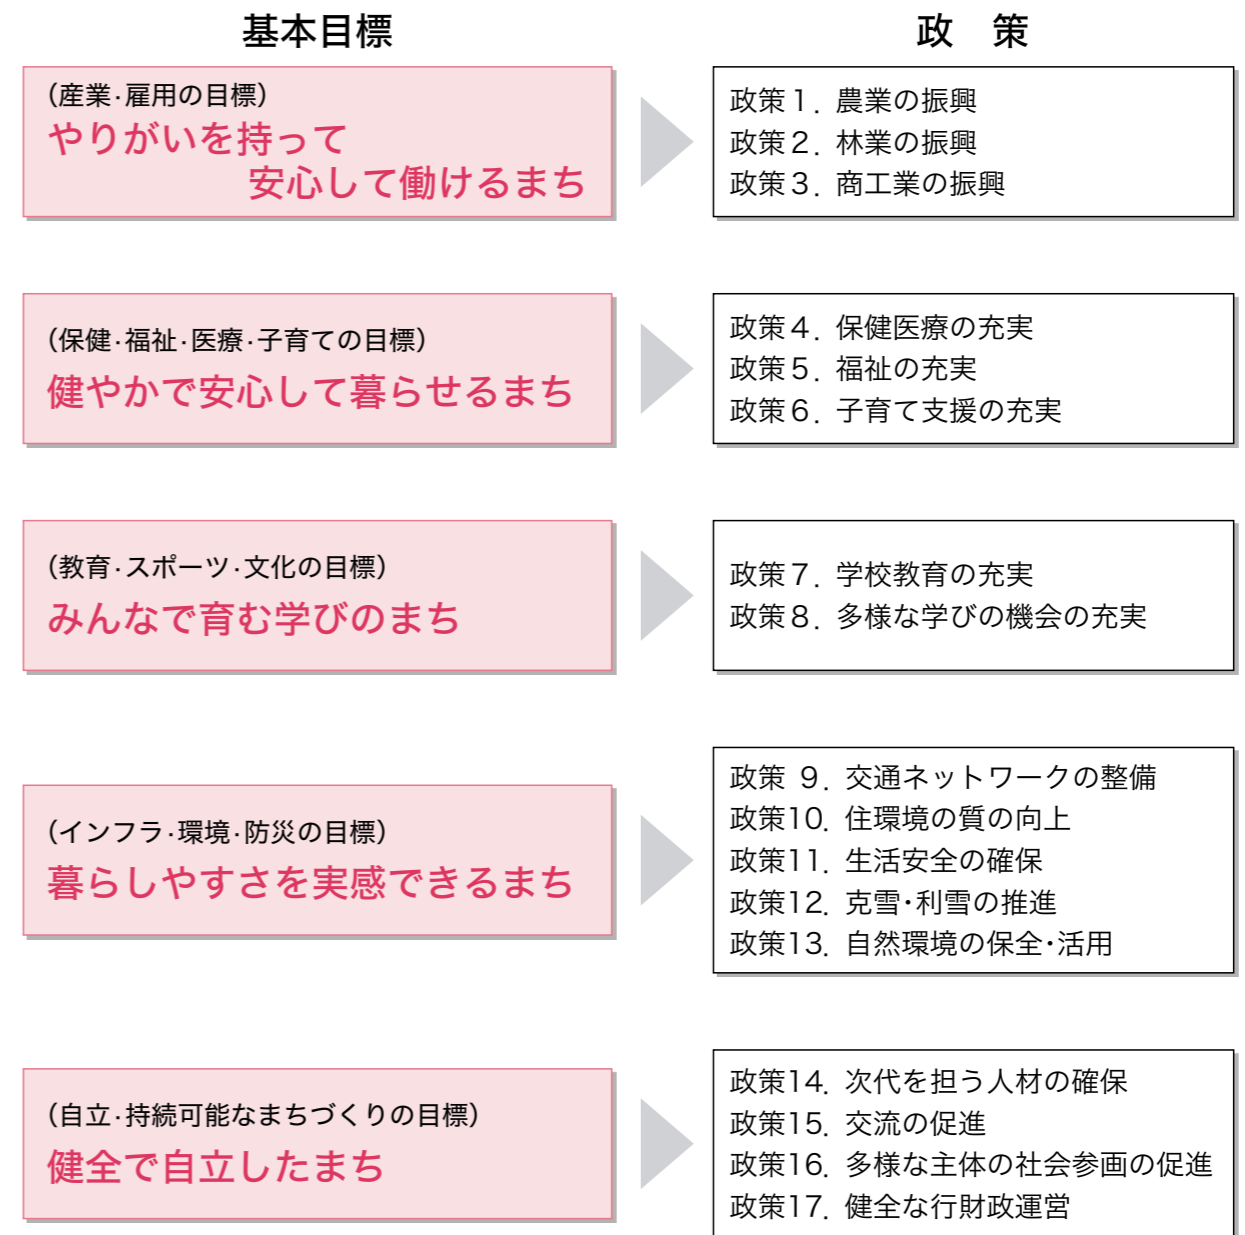 基本目標
政　策
（産業·雇用の目標）
やりがいを持って
安心して働けるまち
政策１．農業の振興
政策２．林業の振興
政策３．商工業の振興
（保健·福祉·医療·子育ての目標）
健やかで安心して暮らせるまち
政策４．保健医療の充実
政策５．福祉の充実
政策６．子育て支援の充実
（教育·スポーツ·文化の目標）
みんなで育む学びのまち
政策７．学校教育の充実
政策８．多様な学びの機会の充実
（インフラ·環境·防災の目標）
暮らしやすさを実感できるまち
政策 9．交通ネットワークの整備
政策10．住環境の質の向上
政策11．生活安全の確保
政策12．克雪･利雪の推進
政策13．自然環境の保全･活用
（自立·持続可能なまちづくりの目標）
健全で自立したまち
政策14．次代を担う人材の確保
政策15．交流の促進
政策16．多様な主体の社会参画の促進
政策17．健全な行財政運営